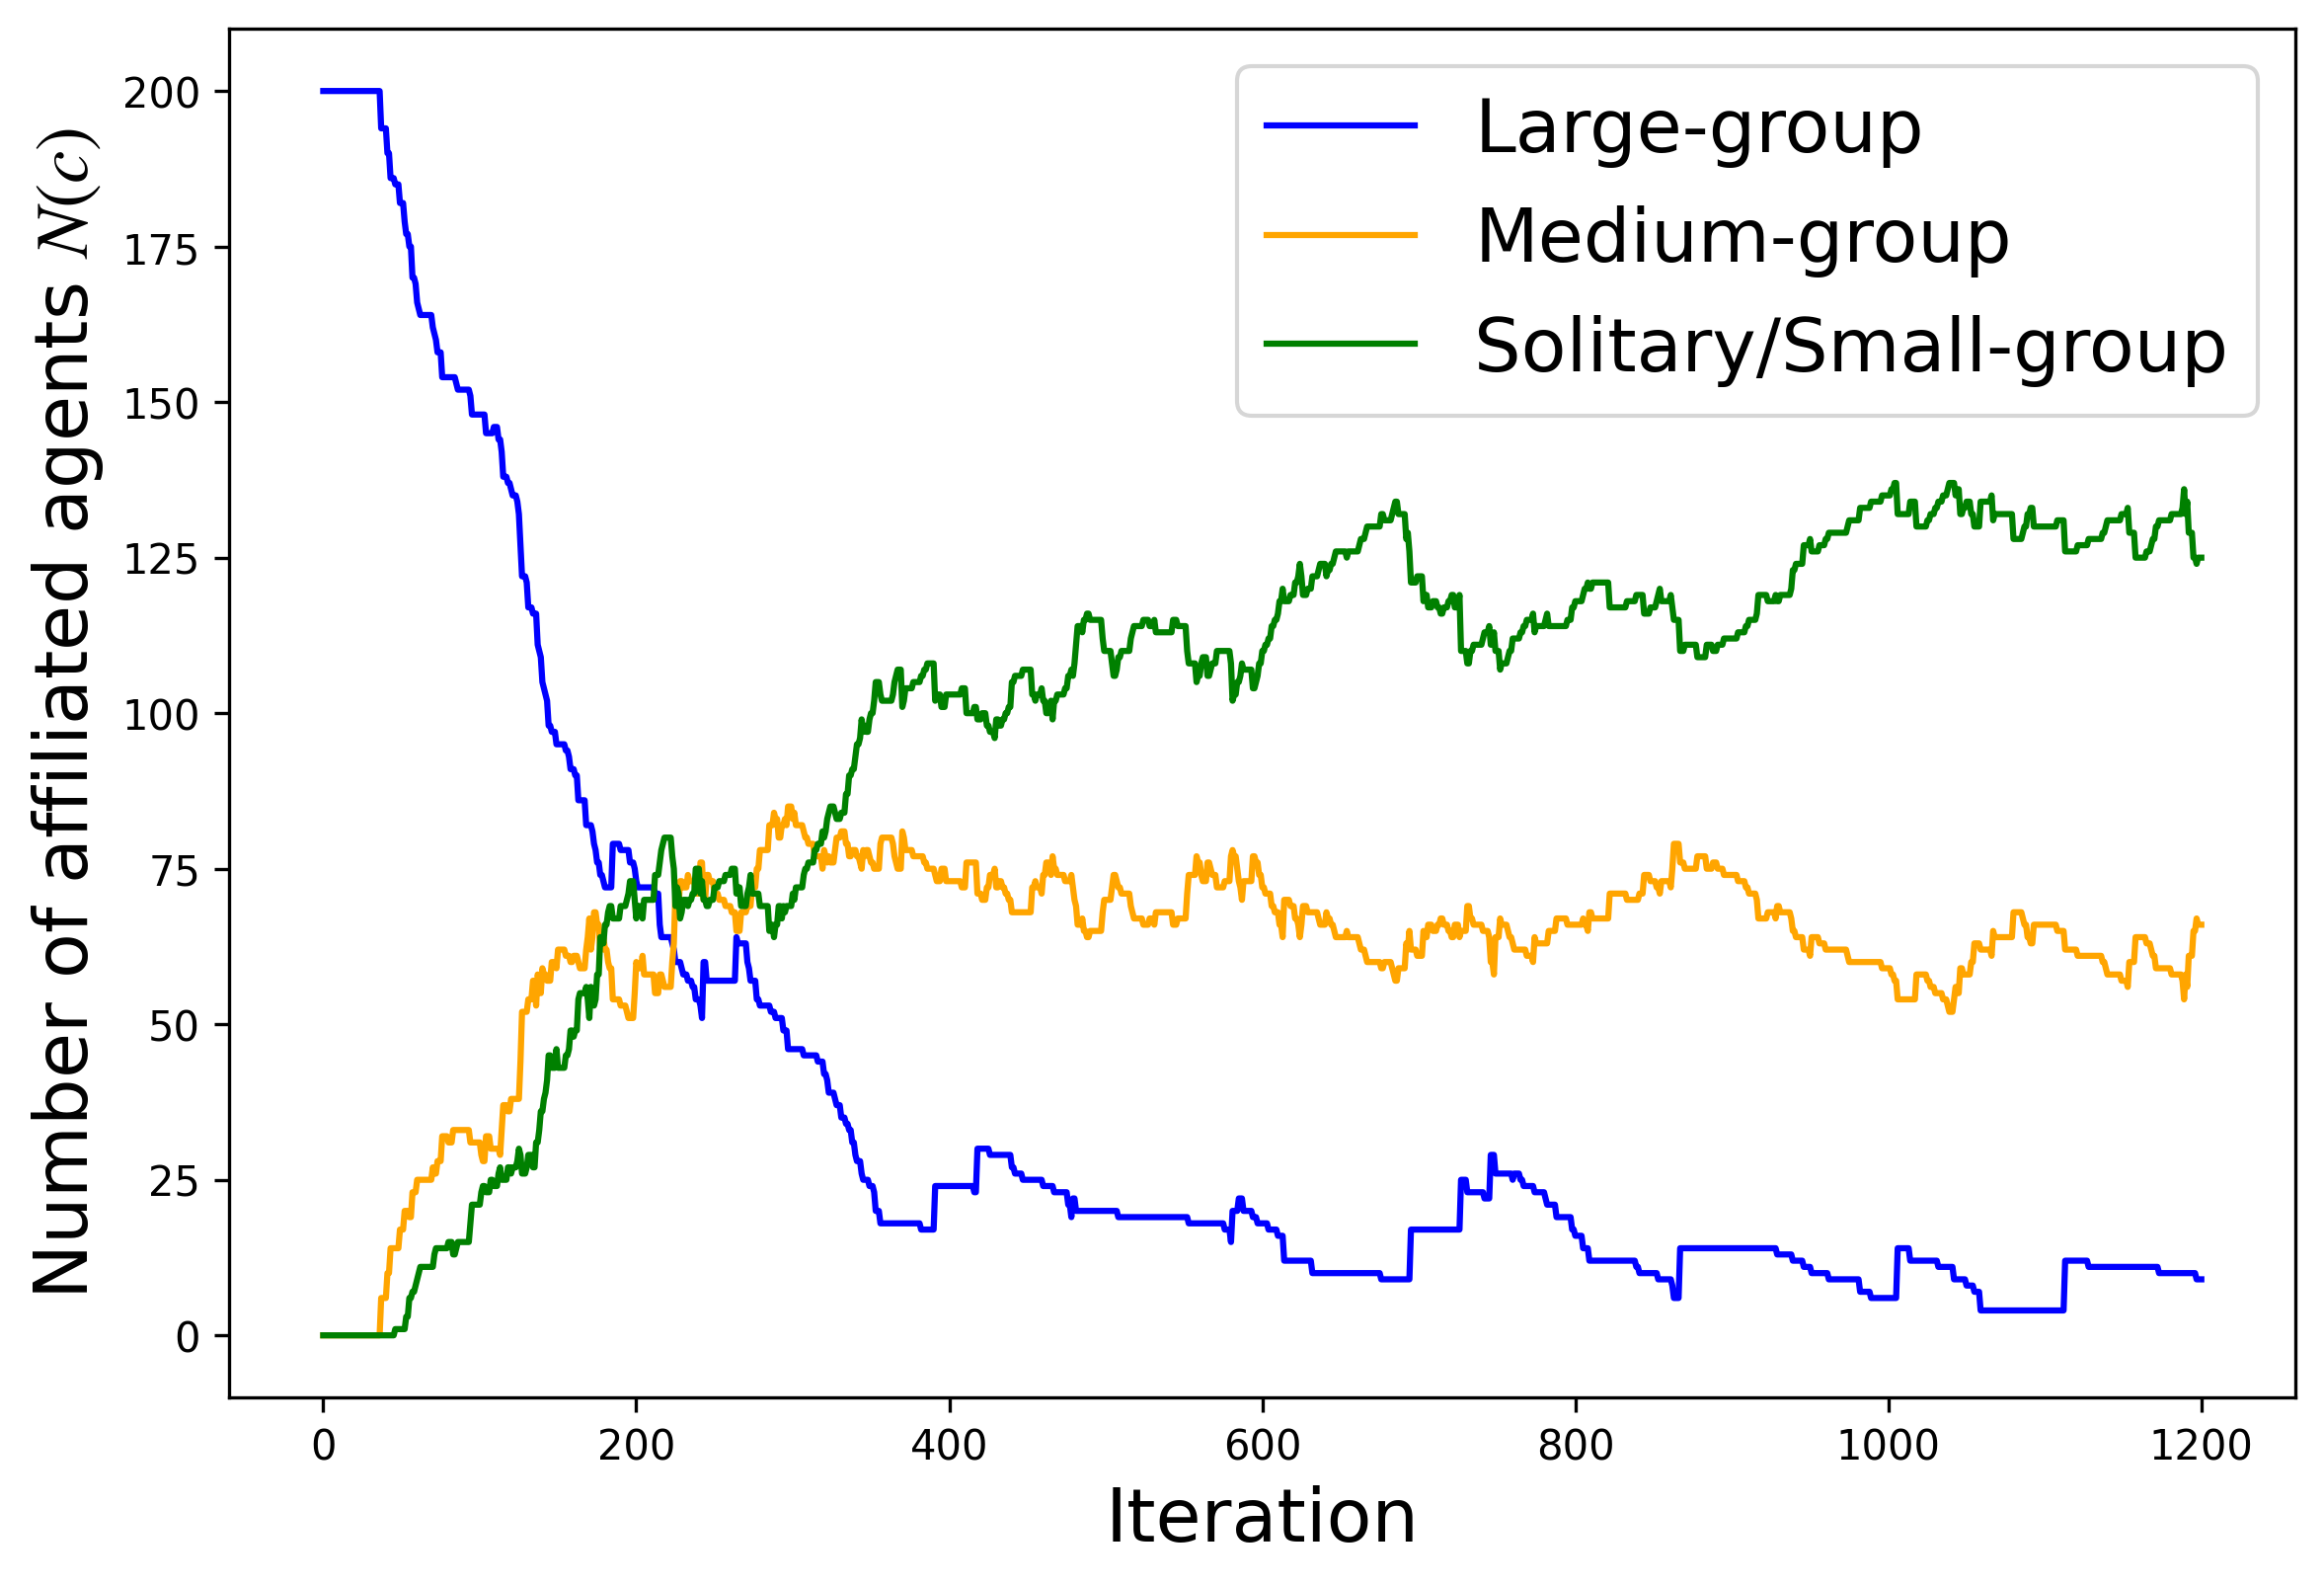 Number of affiliated agents N(c)
200
175
150
125
100
75
50
25
0
Large-group
Medium-group
Solitary/Small-group
0 200 400 600 800 1000 1200
Iteration